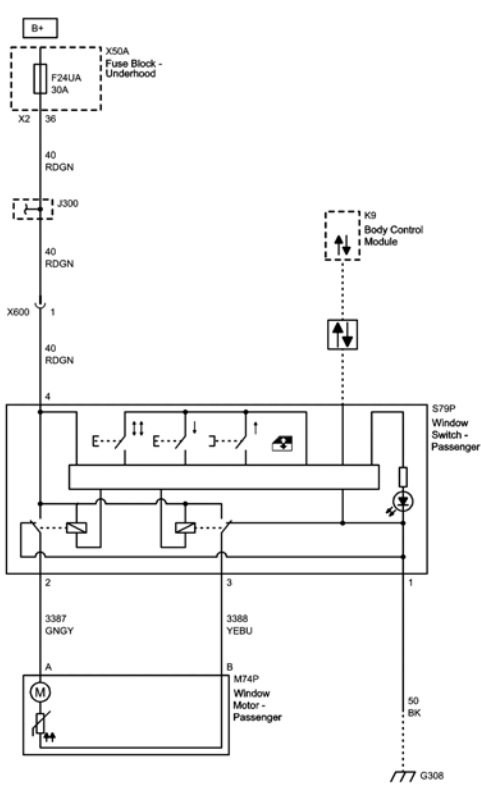 B+
X50A
Fuse Block -
Underhood
F24UA
30A
X2 36
40
RDGN
J300
K9
Body Control
Module
40
RDGN
X600 1
40
RDGN
4
S79P
Window
Switch -
Passenger
2 3 1
3387
GNGY
3388
YEBU
A B
M74P
Window
Motor -
Passenger
M
50
BK
G308